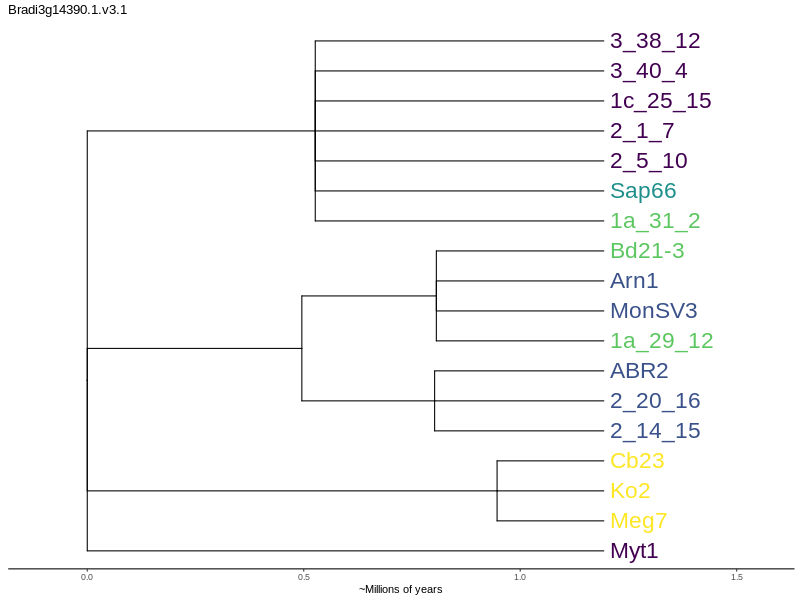 Bradi3g14390.1.v3.1
3_38_12
3_40_4
1c_25_15
2_1_7
2_5_10
Sap66
1a_31_2
Bd21-3
Arn1
MonSV3
1a_29_12
ABR2
2_20_16
2_14_15
Cb23
Ko2
Meg7
Myt1
0.0 0.5 1.0 1.5
~Millions of years